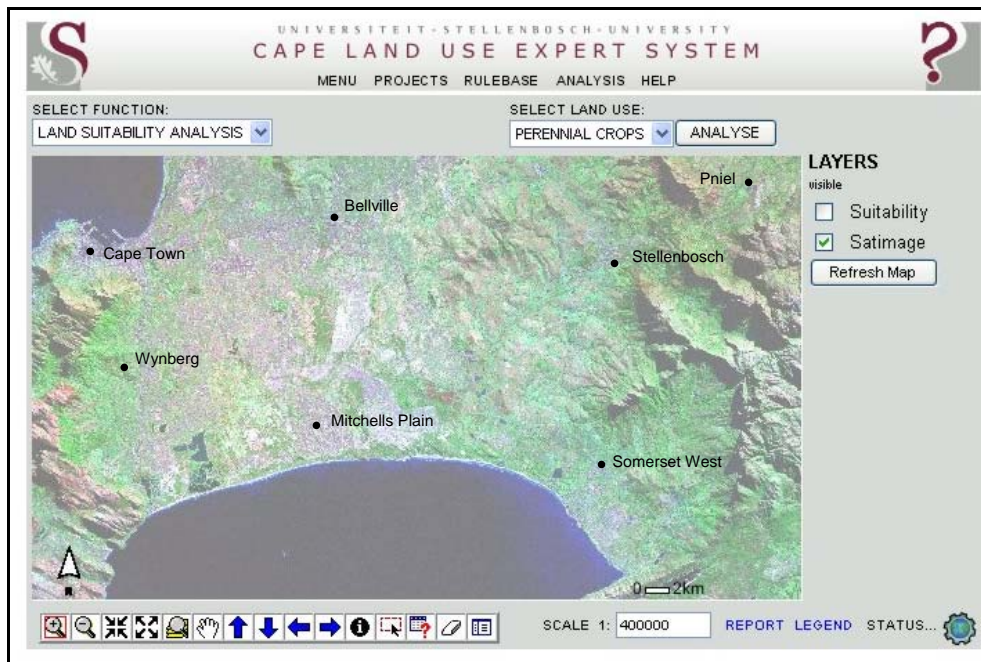 UNIVERSITEIT-STELLENBOSCH-UNIVERSITY
CAPE LAND USE EXPERT SYSTEM
MENU PROJECTS RULEBASE ANALYSIS HELP
SELECT FUNCTION:
LAND SUITABILITY ANALYSIS
SELECT LAND USE:
PERENNIAL CROPS
ANALYSE
LAYERS
visible
Suitability
Satimage
Refresh Map
Pniel
Bellville
Cape Town
Stellenbosch
Wynberg
Mitchells Plain
Somerset West
0 2km
SCALE 1: 400000 REPORT LEGEND STATUS...